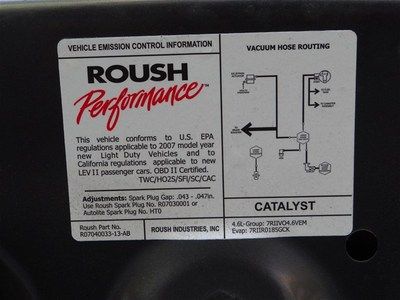 VEHICLE EMISSION CONTROL INFORMATION
ROUSH
Performance™
This vehicle conforms to U.S. EPA
regulations applicable to 2007 model year
new Light Duty Vehicles and to
California regulations applicable to new
LEV II passenger cars. OBD II Certified.
TWC/HO2S/SFI/SC/CAC
Adjustments: Spark Plug Gap: .043 - .047in.
Use Roush Spark Plug No. R07030001 or
Autolite Spark Plug No. HT0
Roush Part No.
R07040033-13-AB
ROUSH INDUSTRIES, INC
VACUUM HOSE ROUTING
CATALYST
4.6L-Group: 7RIIV04.6VEM
Evap: 7RIIR0185GCK